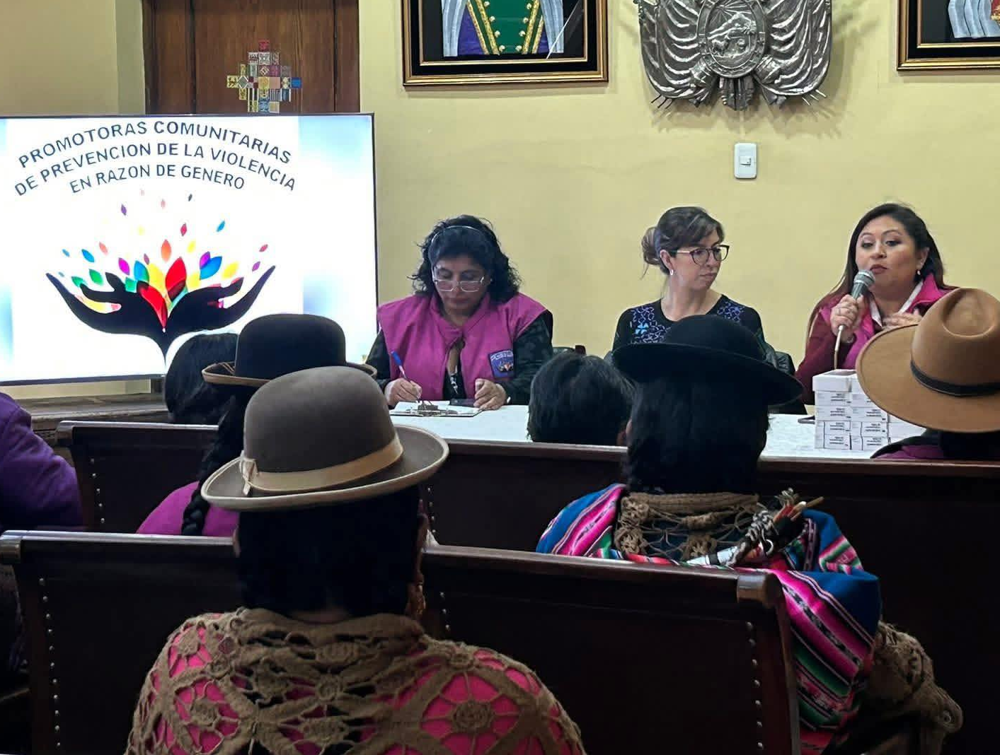 PROMOTORAS COMUNITARIAS
DE PREVENCION DE LA VIOLENCIA
EN RAZON DE GENERO